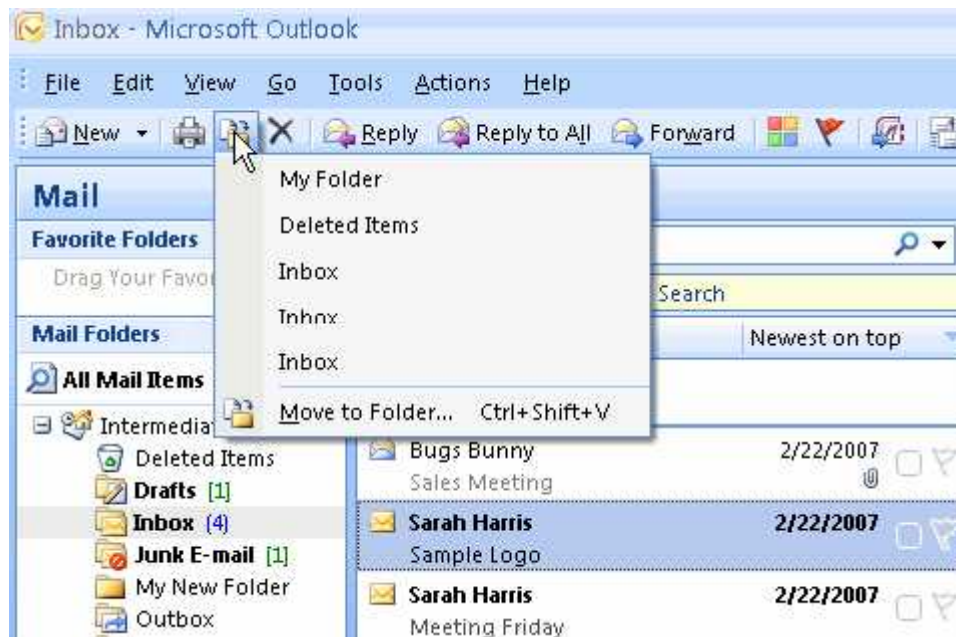 Inbox - Microsoft Outlook
File Edit View Go Tools Actions Help
New Reply Reply to All Forward
Mail
My Folder
Favorite Folders
Deleted Items
Drag Your Favo
Inbox
Search
Inbox
Mail Folders
Newest on top
Inbox
All Mail Items
Move to Folder... Ctrl+Shift+V
Intermedia
Bugs Bunny 2/22/2007
Deleted Items
Sales Meeting
Drafts [1]
Inbox (4)
Sarah Harris 2/22/2007
Junk E-mail [1]
Sample Logo
My New Folder
Sarah Harris 2/22/2007
Outbox
Meeting Friday